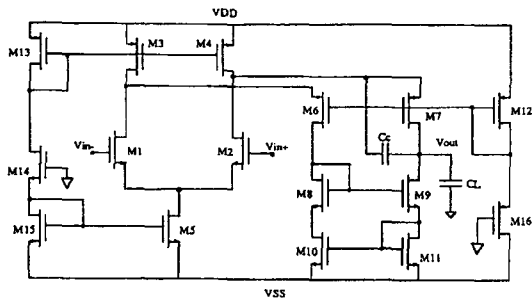 VDD
M13
M3
M4
M6
M7
M12
Vin-
M1
M2
Vin+
Cc
Vout
M14
M8
M9
CL
M15
M5
M16
M10
M11
VSS